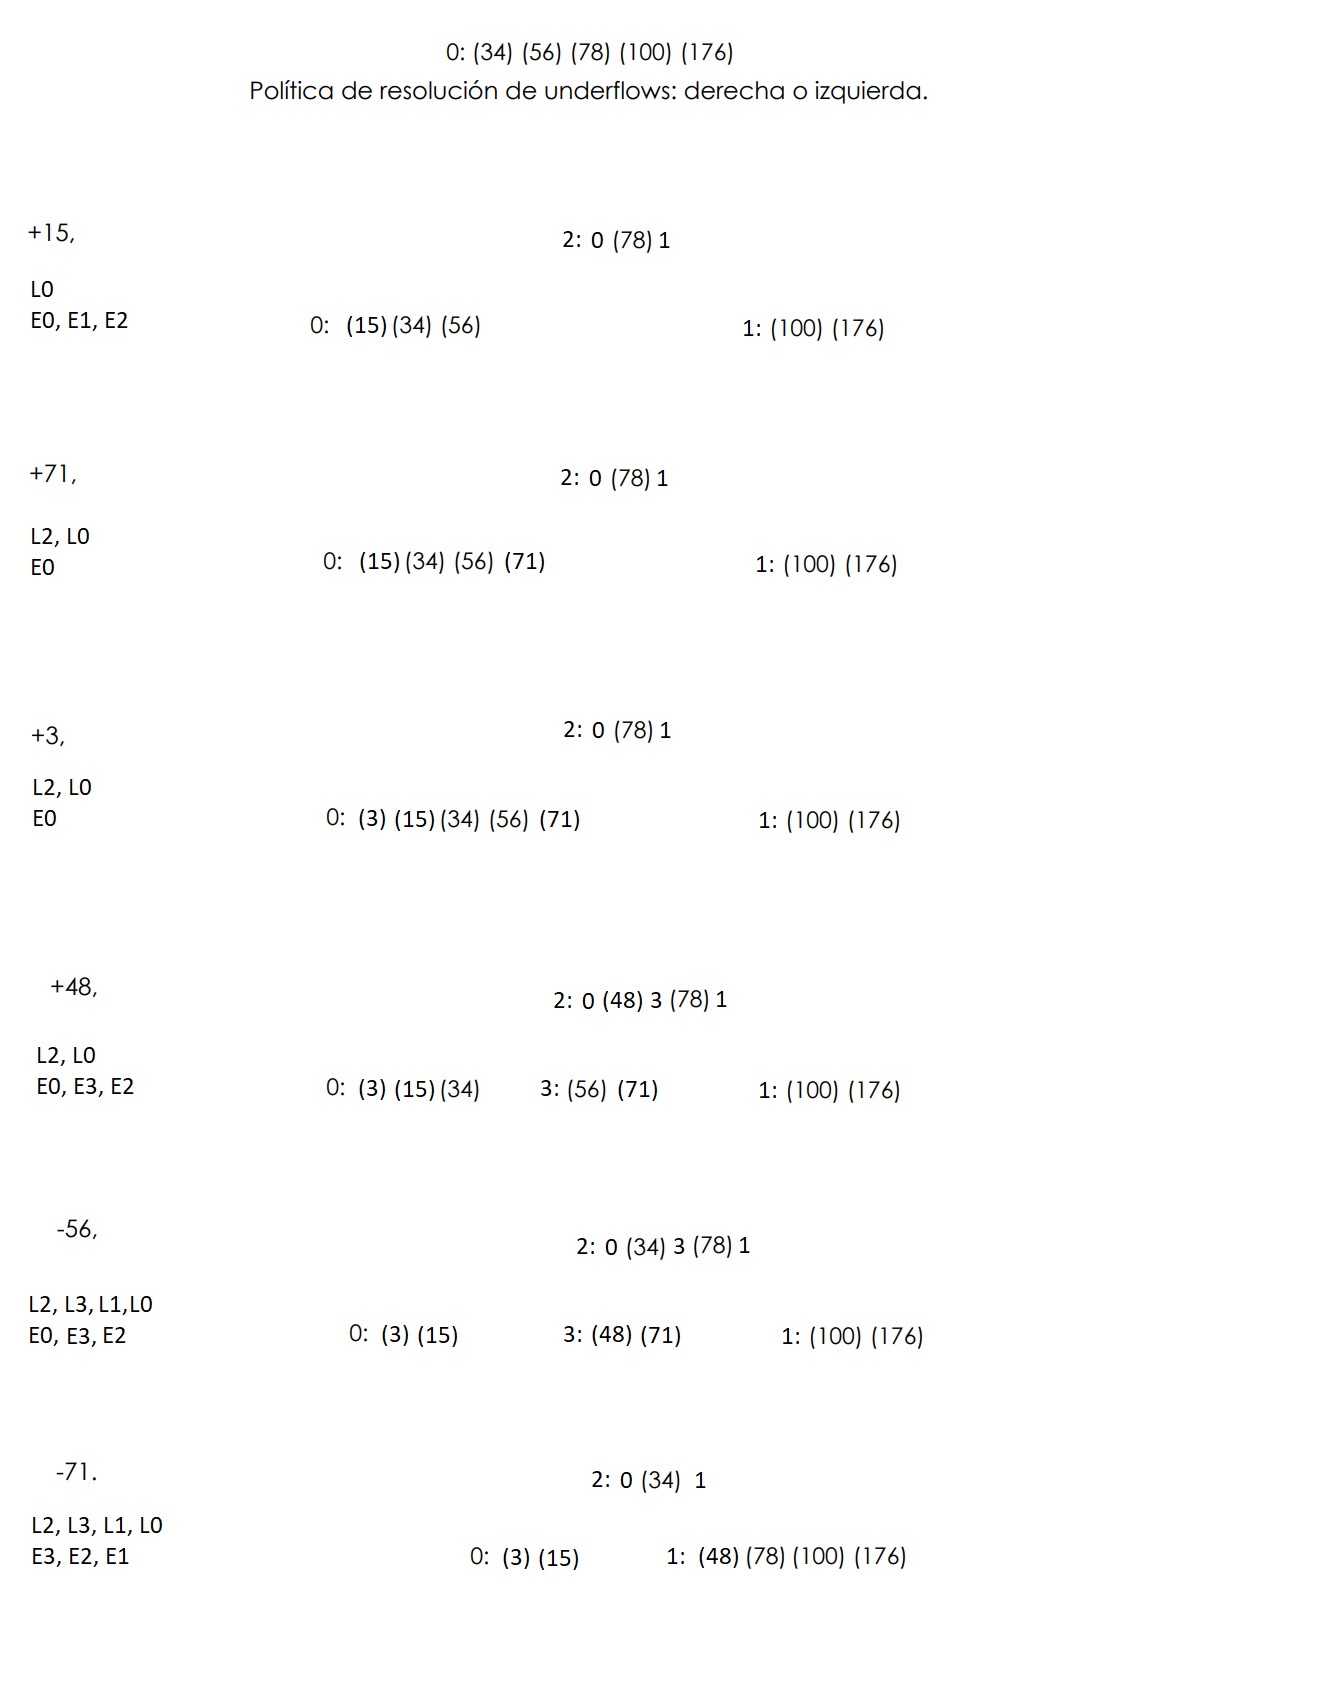 0: (34) (56) (78) (100) (176)
Política de resolución de underflows: derecha o izquierda.
+15,
2: 0 (78) 1
L0
E0, E1, E2
0: (15) (34) (56)
1: (100) (176)
+71,
2: 0 (78) 1
L2, L0
E0
0: (15) (34) (56) (71)
1: (100) (176)
+3,
2: 0 (78) 1
L2, L0
E0
0: (3) (15) (34) (56) (71)
1: (100) (176)
+48,
2: 0 (48) 3 (78) 1
L2, L0
E0, E3, E2
0: (3) (15) (34)
3: (56) (71)
1: (100) (176)
-56,
2: 0 (34) 3 (78) 1
L2, L3, L1,L0
E0, E3, E2
0: (3) (15)
3: (48) (71)
1: (100) (176)
-71.
2: 0 (34) 1
L2, L3, L1, L0
E3, E2, E1
0: (3) (15)
1: (48) (78) (100) (176)